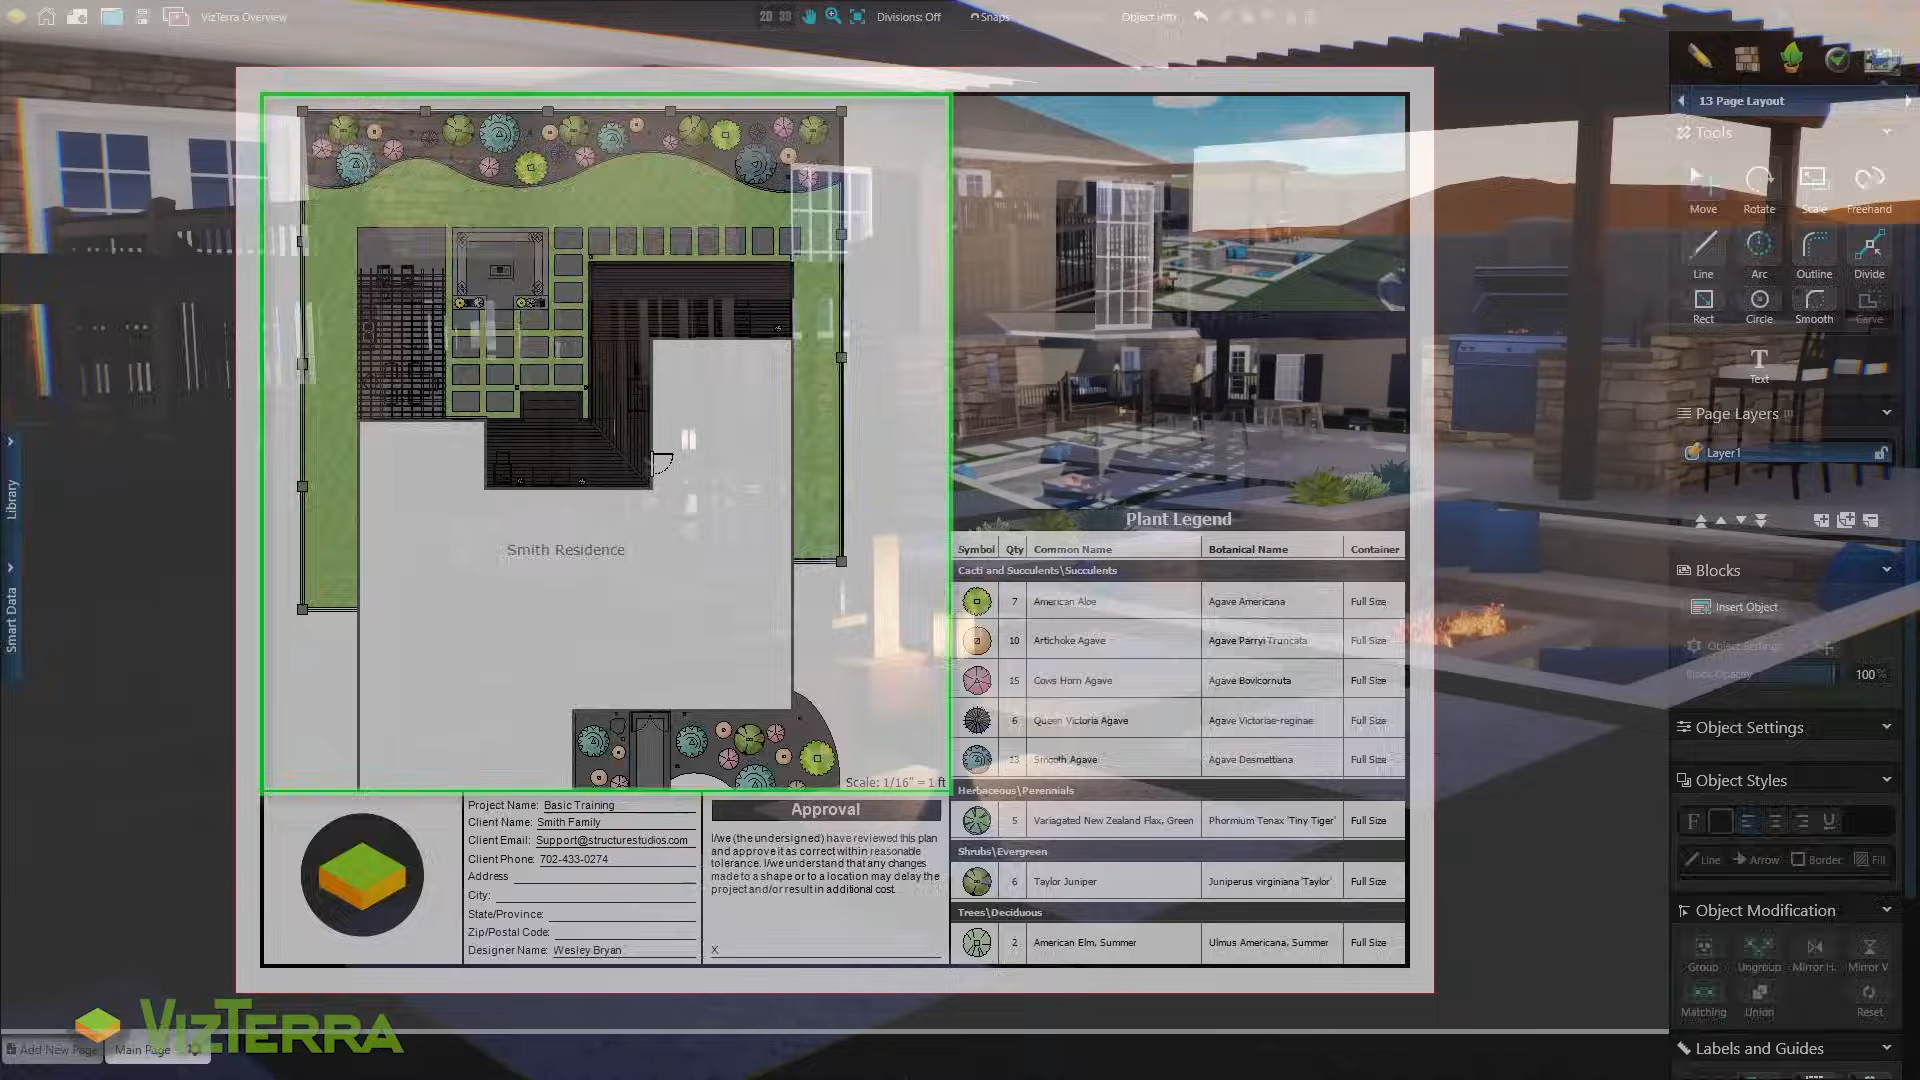 VizTerra Overview
2D 3D
Divisions: Off
Snaps
Object Info
13 Page Layout
Tools
Move Rotate Scale Freehand
Line Arc Outline Divide
Rect Circle Smooth Carve
Text
Page Layers (1)
Layer1
Blocks
Insert Object
Object Settings
Block Opacity 100%
Object Settings
Object Styles
F U
Line Arrow Border Fill
Object Modification
Group Ungroup Mirror H. Mirror V.
Matching Union Reset
Labels and Guides
Library
Smart Data
Smith Residence
Scale: 1/16" = 1 ft
Plant Legend
Symbol Qty Common Name Botanical Name Container
Cacti and Succulents\Succulents
7 American Aloe Agave Americana Full Size
10 Artichoke Agave Agave Parryi Truncata Full Size
15 Cows Horn Agave Agave Bovicornuta Full Size
6 Queen Victoria Agave Agave Victoriae-reginae Full Size
13 Smooth Agave Agave Desmettiana Full Size
Herbaceous\Perennials
5 Variagated New Zealand Flax, Green Phormium Tenax 'Tiny Tiger' Full Size
Shrubs\Evergreen
6 Taylor Juniper Juniperus virginiana 'Taylor' Full Size
Trees\Deciduous
2 American Elm, Summer Ulmus Americana, Summer Full Size
Project Name: Basic Training
Client Name: Smith Family
Client Email: Support@structurestudios.com
Client Phone: 702-433-0274
Address
City:
State/Province:
Zip/Postal Code:
Designer Name: Wesley Bryan
Approval
I/we (the undersigned) have reviewed this plan
and approve it as correct within reasonable
tolerance. I/we understand that any changes
made to a shape or to a location may delay the
project and/or result in additional cost.
X
VizTerra
Add New Page Main Page